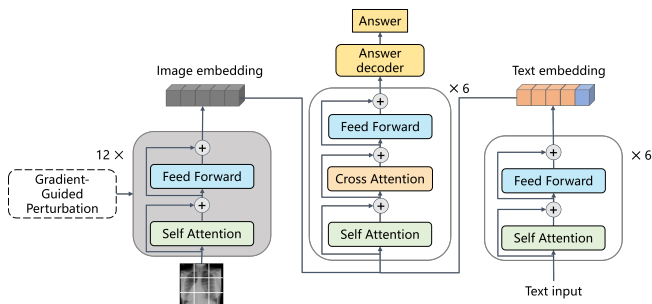 Answer
Answer
decoder
Image embedding
× 6
Text embedding
Feed Forward
12 ×
× 6
Gradient-
Guided
Perturbation
Feed Forward
Cross Attention
Feed Forward
Self Attention
Self Attention
Self Attention
Text input